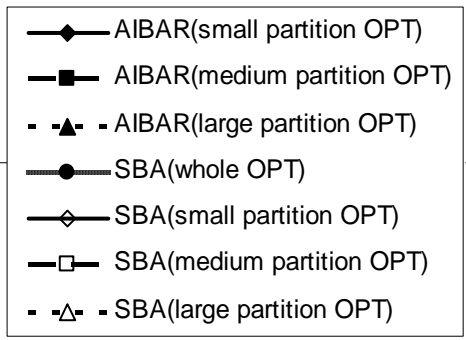 AIBAR(small partition OPT)
AIBAR(medium partition OPT)
AIBAR(large partition OPT)
SBA(whole OPT)
SBA(small partition OPT)
SBA(medium partition OPT)
SBA(large partition OPT)